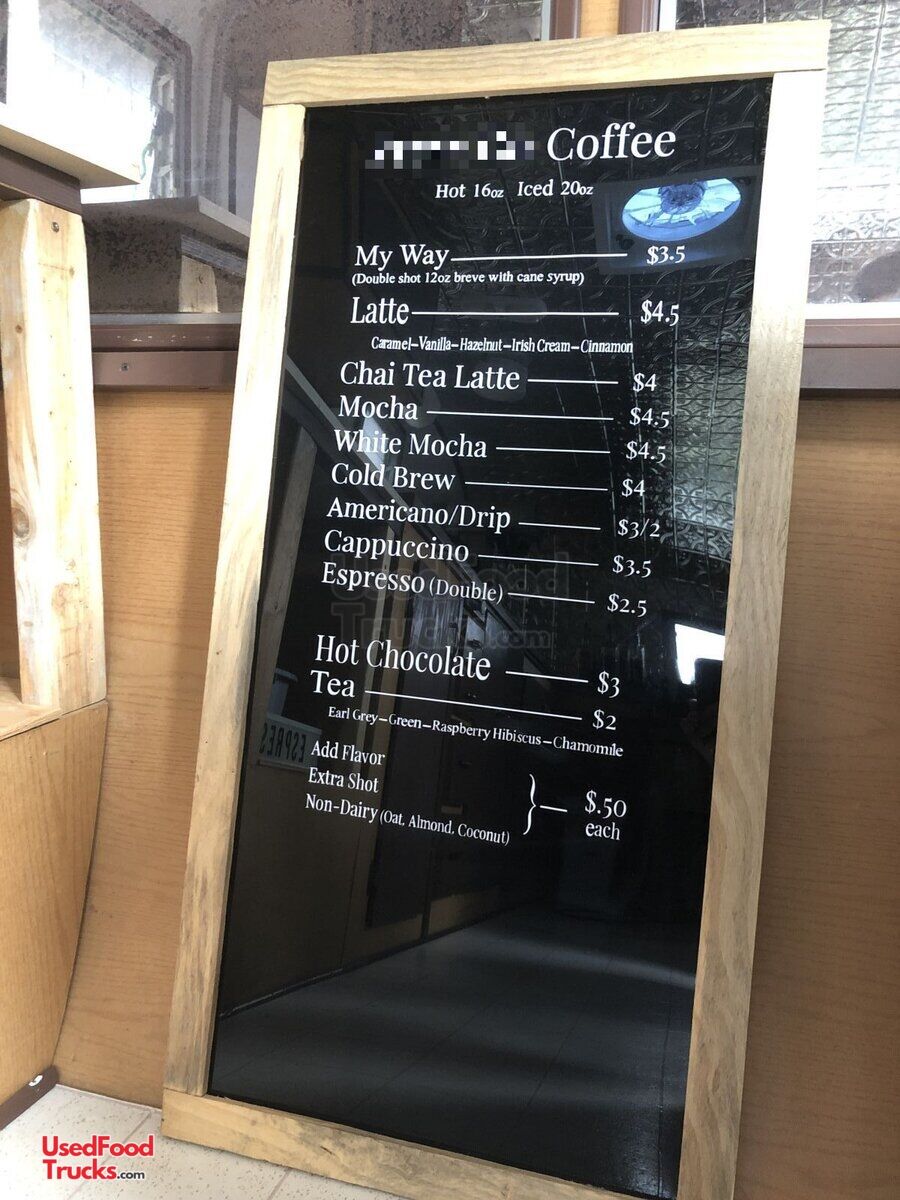 Coffee
Hot 16oz Iced 20oz
My Way $3.5
(Double shot 12oz breve with cane syrup)
Latte $4.5
Caramel–Vanilla–Hazelnut–Irish Cream–Cinnamon
Chai Tea Latte $4
Mocha $4.5
White Mocha $4.5
Cold Brew $4
Americano/Drip $3/2
Cappuccino $3.5
Espresso (Double) $2.5
Hot Chocolate $3
Tea $2
Earl Grey–Green–Raspberry Hibiscus–Chamomile
Add Flavor
Extra Shot
Non-Dairy (Oat, Almond, Coconut)
} $.50
each
UsedFood
Trucks.com